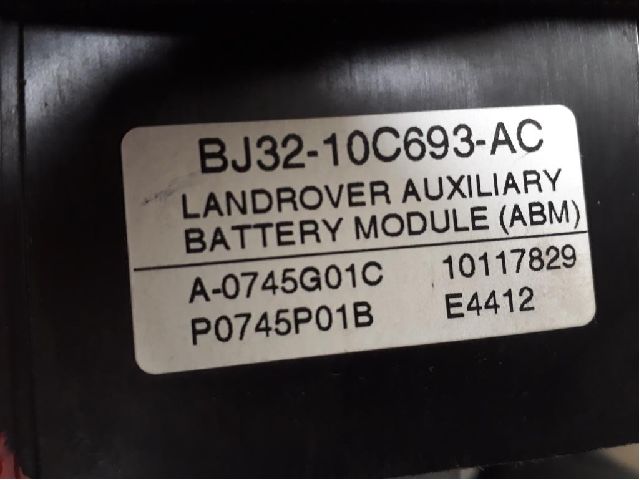 BJ32-10C693-AC
LANDROVER AUXILIARY
BATTERY MODULE (ABM)
A-0745G01C 10117829
P0745P01B E4412